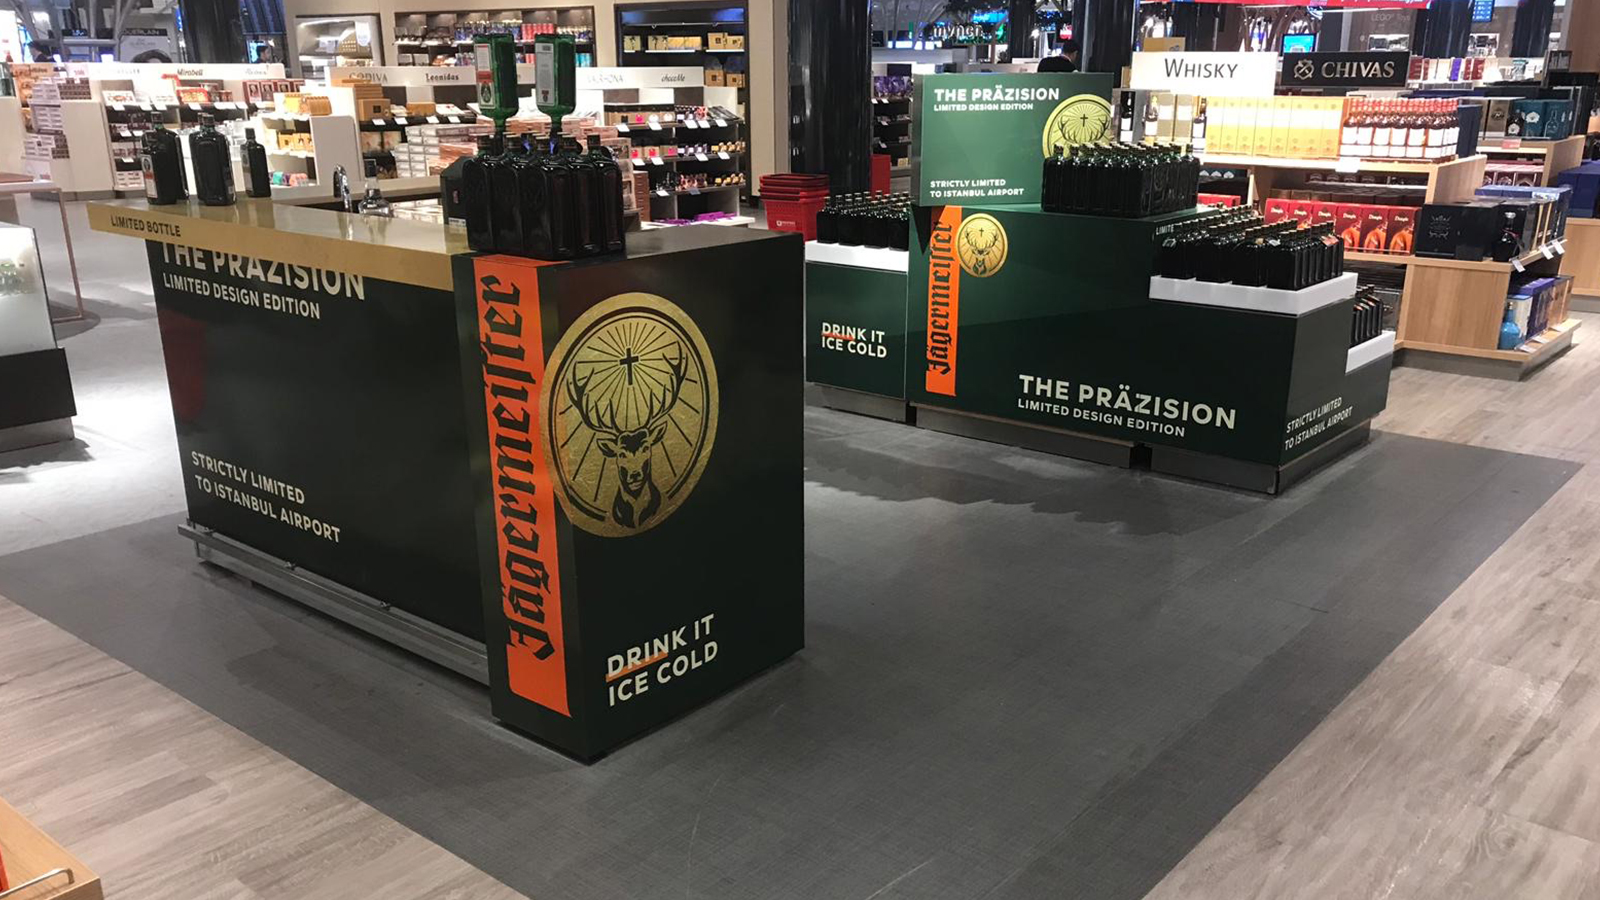 GODIVA
Leonidas
chocoMe
WHISKY
CHIVAS
THE PRÄZISION
LIMITED DESIGN EDITION
STRICTLY LIMITED
TO ISTANBUL AIRPORT
LIMITED BOTTLE
THE PRÄZISION
LIMITED DESIGN EDITION
STRICTLY LIMITED
TO ISTANBUL AIRPORT
Jägermeiſter
DRINK IT
ICE COLD
DRINK IT
ICE COLD
Jägermeiſter
THE PRÄZISION
LIMITED DESIGN EDITION
STRICTLY LIMITED
TO ISTANBUL AIRPORT